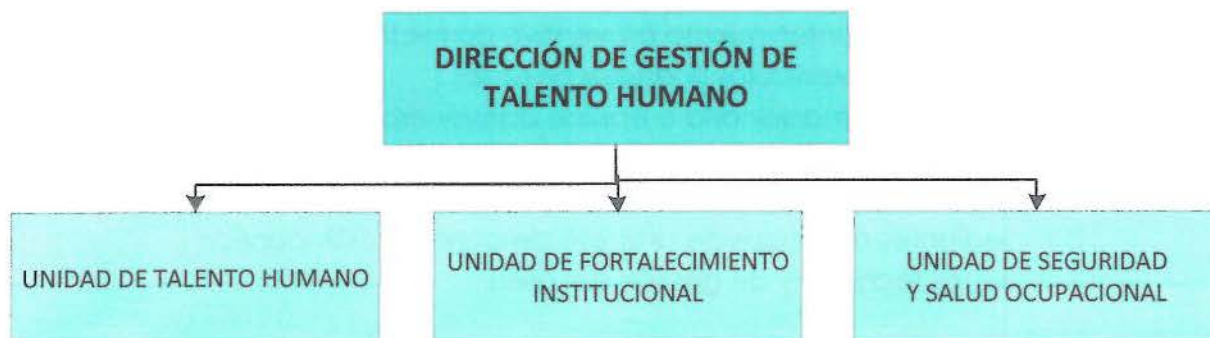 DIRECCIÓN DE GESTIÓN DE
TALENTO HUMANO
UNIDAD DE TALENTO HUMANO
UNIDAD DE FORTALECIMIENTO
INSTITUCIONAL
UNIDAD DE SEGURIDAD
Y SALUD OCUPACIONAL